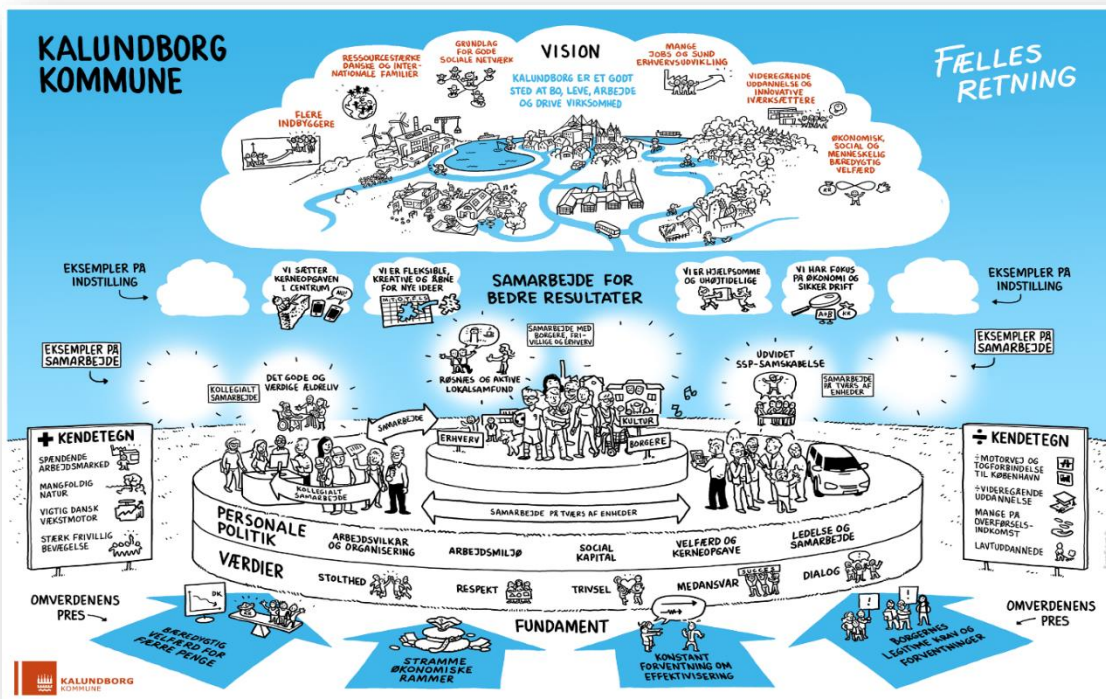 KALUNDBORG
KOMMUNE
FÆLLES
RETNING
VISION
KALUNDBORG ER ET GODT
STED AT BO, LEVE, ARBEJDE
OG DRIVE VIRKSOMHED
FLERE
INDBYGGERE
RESSOURCESTÆRKE
DANSKE OG INTER-
NATIONALE FAMILIER
GRUNDLAG
FOR GODE
SOCIALE NETVÆRK
MANGE
JOBS OG SUND
ERHVERVSUDVIKLING
VIDEREGÅENDE
UDDANNELSE OG
INNOVATIVE
IVÆRKSÆTTERE
ØKONOMISK,
SOCIAL OG
MENNESKELIG
BÆREDYGTIG
VELFÆRD
EKSEMPLER PÅ
INDSTILLING
VI SÆTTER
KERNEOPGAVEN
I CENTRUM
NU!
VI ER FLEKSIBLE,
KREATIVE OG ÅBNE
FOR NYE IDEER
M T O T F L
SAMARBEJDE FOR
BEDRE RESULTATER
VI ER HJÆLPSOMME
OG UHØJTIDELIGE
VI HAR FOKUS
PÅ ØKONOMI OG
SIKKER DRIFT
A+B
KR
EKSEMPLER PÅ
INDSTILLING
EKSEMPLER PÅ
SAMARBEJDE
DET GODE OG
VÆRDIGE ÆLDRELIV
KOLLEGIALT
SAMARBEJDE
RØSNÆS OG AKTIVE
LOKALSAMFUND
SAMARBEJDE MED
BORGERE, FRI-
VILLIGE OG ERHVERV
UDVIDET
SSP-SAMSKABELSE
SAMARBEJDE
PÅ TVÆRS AF
ENHEDER
EKSEMPLER PÅ
SAMARBEJDE
+ KENDETEGN
SPÆNDENDE
ARBEJDSMARKED
MANGFOLDIG
NATUR
VIGTIG DANSK
VÆKSTMOTOR
STÆRK FRIVILLIG
BEVÆGELSE
SAMARBEJDE
ERHVERV
KULTUR
BORGERE
KOLLEGIALT
SAMARBEJDE
SAMARBEJDE PÅ TVÆRS AF ENHEDER
÷ KENDETEGN
÷MOTORVEJ OG
TOGFORBINDELSE
TIL KØBENHAVN
÷VIDEREGÅENDE
UDDANNELSE
MANGE PÅ
OVERFØRSELS-
INDKOMST
LAVTUDDANNEDE
PERSONALE
POLITIK
ARBEJDSVILKÅR
OG ORGANISERING
ARBEJDSMILJØ
SOCIAL
KAPITAL
VELFÆRD OG
KERNEOPGAVE
LEDELSE OG
SAMARBEJDE
VÆRDIER
STOLTHED
RESPEKT
TRIVSEL
MEDANSVAR
SUCCES
DIALOG
FUNDAMENT
OMVERDENENS
PRES
DK
BÆREDYGTIG
VELFÆRD FOR
FÆRRE PENGE
STRAMME
ØKONOMISKE
RAMMER
KONSTANT
FORVENTNING OM
EFFEKTIVISERING
BORGERNES
LEGITIME KRAV OG
FORVENTNINGER
OMVERDENENS
PRES
KALUNDBORG
KOMMUNE